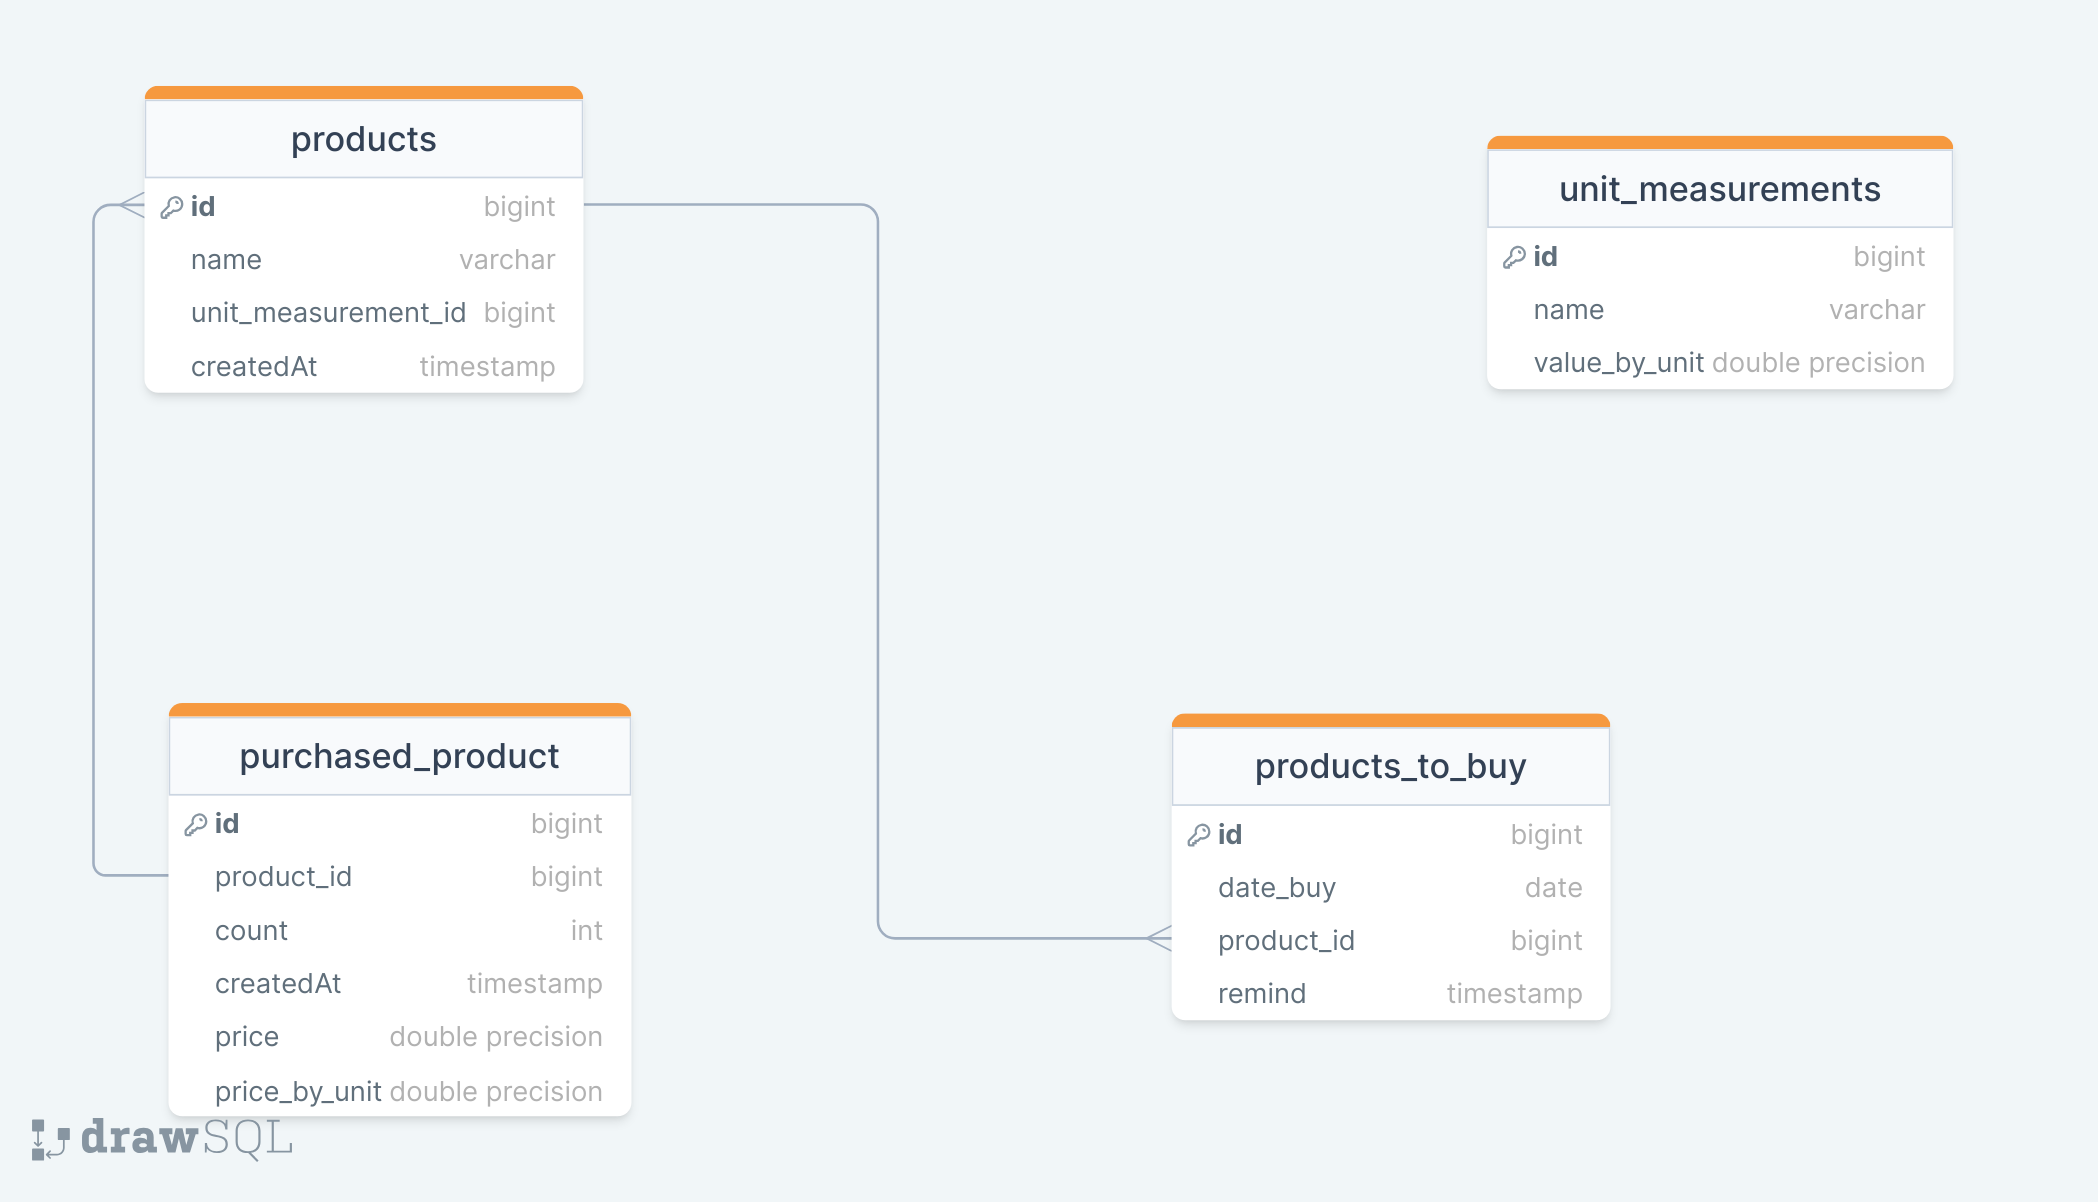 products
id bigint
name varchar
unit_measurement_id bigint
createdAt timestamp
unit_measurements
id bigint
name varchar
value_by_unit double precision
purchased_product
id bigint
product_id bigint
count int
createdAt timestamp
price double precision
price_by_unit double precision
products_to_buy
id bigint
date_buy date
product_id bigint
remind timestamp
drawSQL